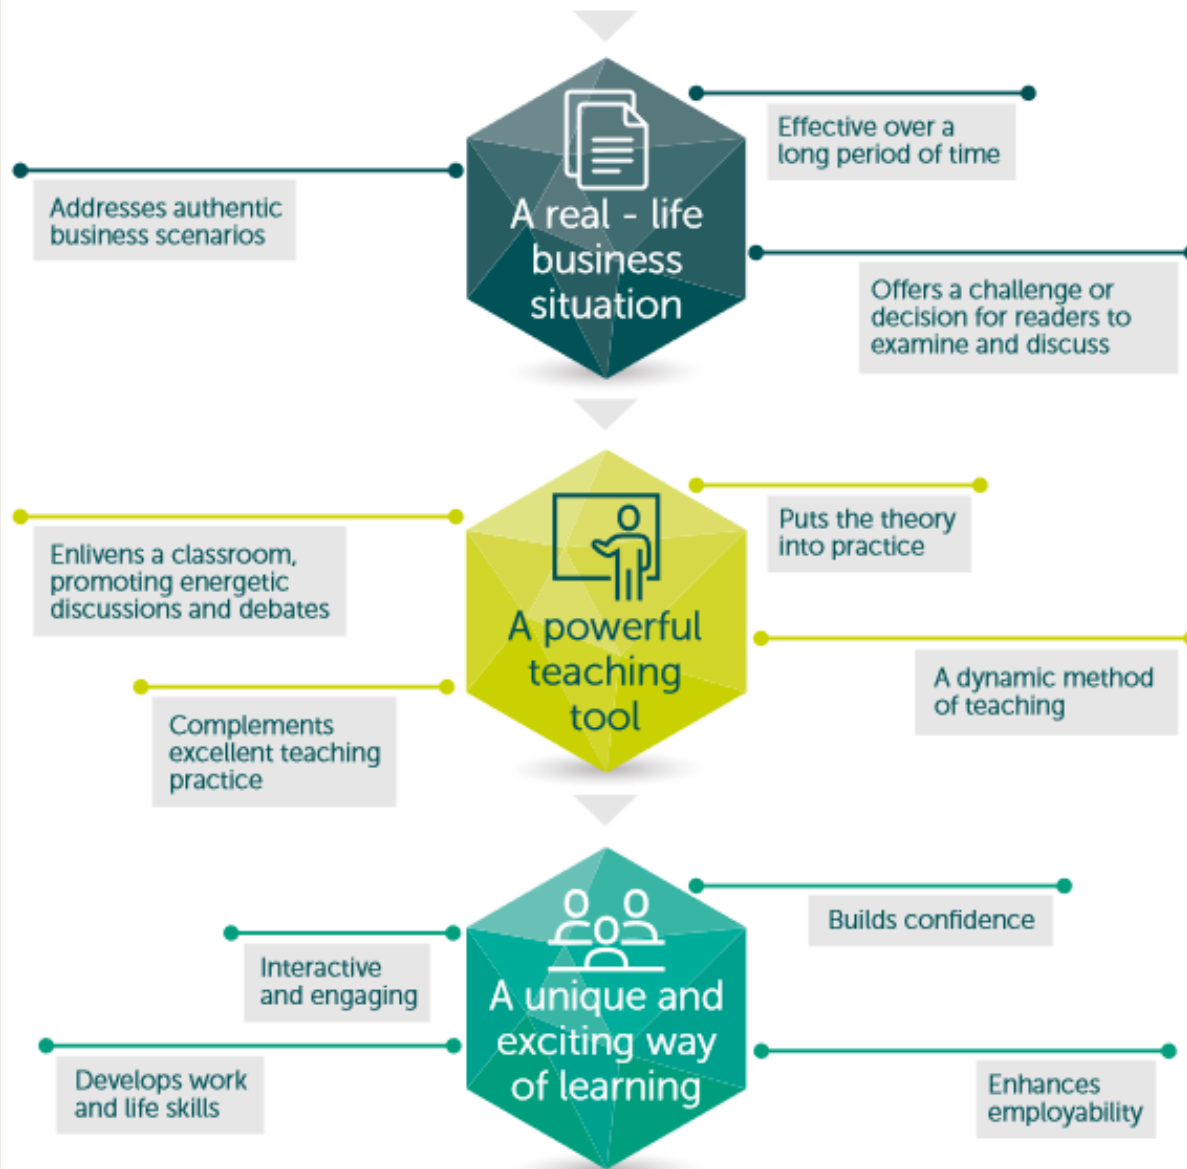 Effective over a
long period of time
Addresses authentic
business scenarios
A real - life
business
situation
Offers a challenge or
decision for readers to
examine and discuss
Puts the theory
into practice
Enlivens a classroom,
promoting energetic
discussions and debates
A powerful
teaching
tool
A dynamic method
of teaching
Complements
excellent teaching
practice
Builds confidence
Interactive
and engaging
A unique and
exciting way
of learning
Develops work
and life skills
Enhances
employability